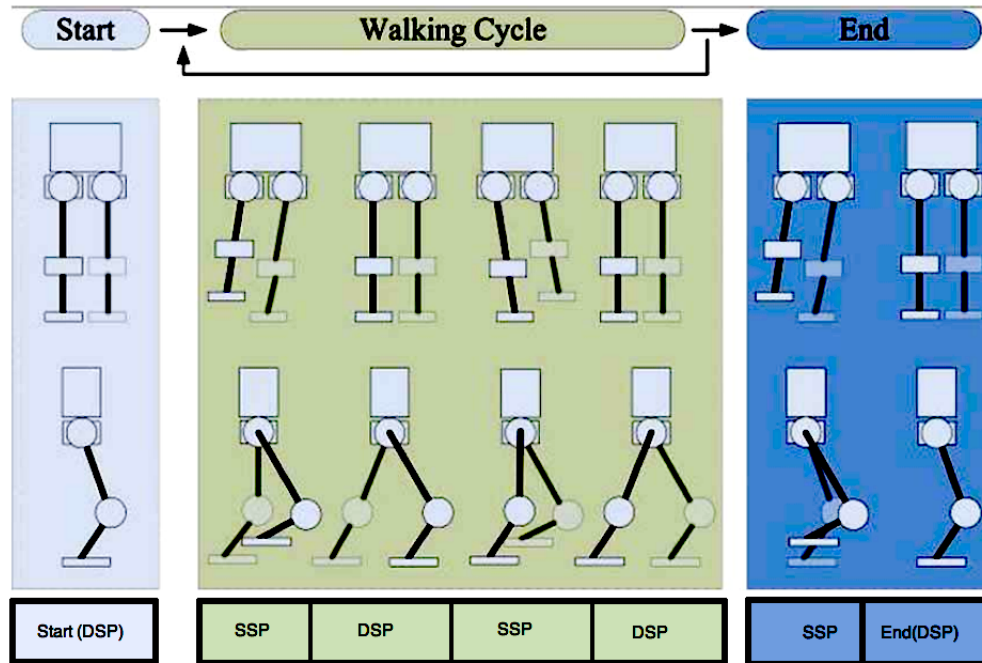 Start
Walking Cycle
End
Start (DSP)
SSP
DSP
SSP
DSP
SSP
End(DSP)